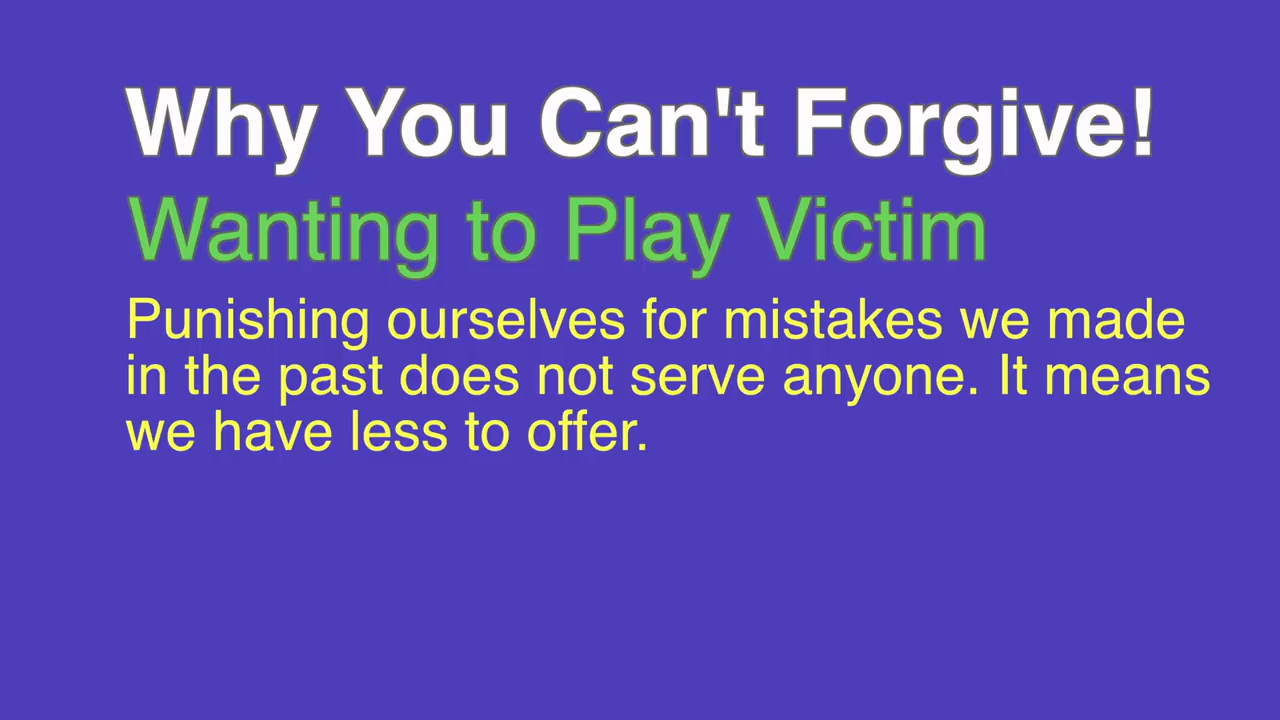 Why You Can't Forgive!
Wanting to Play Victim
Punishing ourselves for mistakes we made
in the past does not serve anyone. It means
we have less to offer.